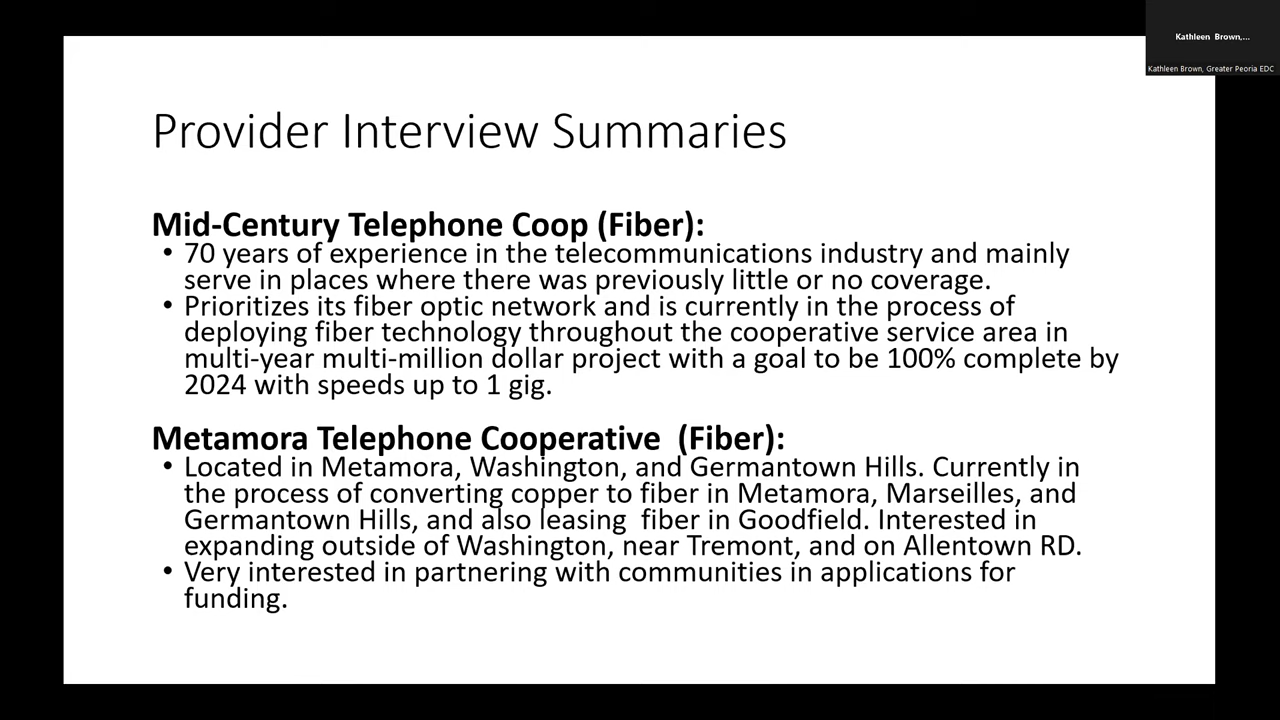 Kathleen Brown,...
Kathleen Brown, Greater Peoria EDC
Provider Interview Summaries
Mid-Century Telephone Coop (Fiber):
• 70 years of experience in the telecommunications industry and mainly
serve in places where there was previously little or no coverage.
• Prioritizes its fiber optic network and is currently in the process of
deploying fiber technology throughout the cooperative service area in
multi-year multi-million dollar project with a goal to be 100% complete by
2024 with speeds up to 1 gig.
Metamora Telephone Cooperative  (Fiber):
• Located in Metamora, Washington, and Germantown Hills. Currently in
the process of converting copper to fiber in Metamora, Marseilles, and
Germantown Hills, and also leasing  fiber in Goodfield. Interested in
expanding outside of Washington, near Tremont, and on Allentown RD.
• Very interested in partnering with communities in applications for
funding.